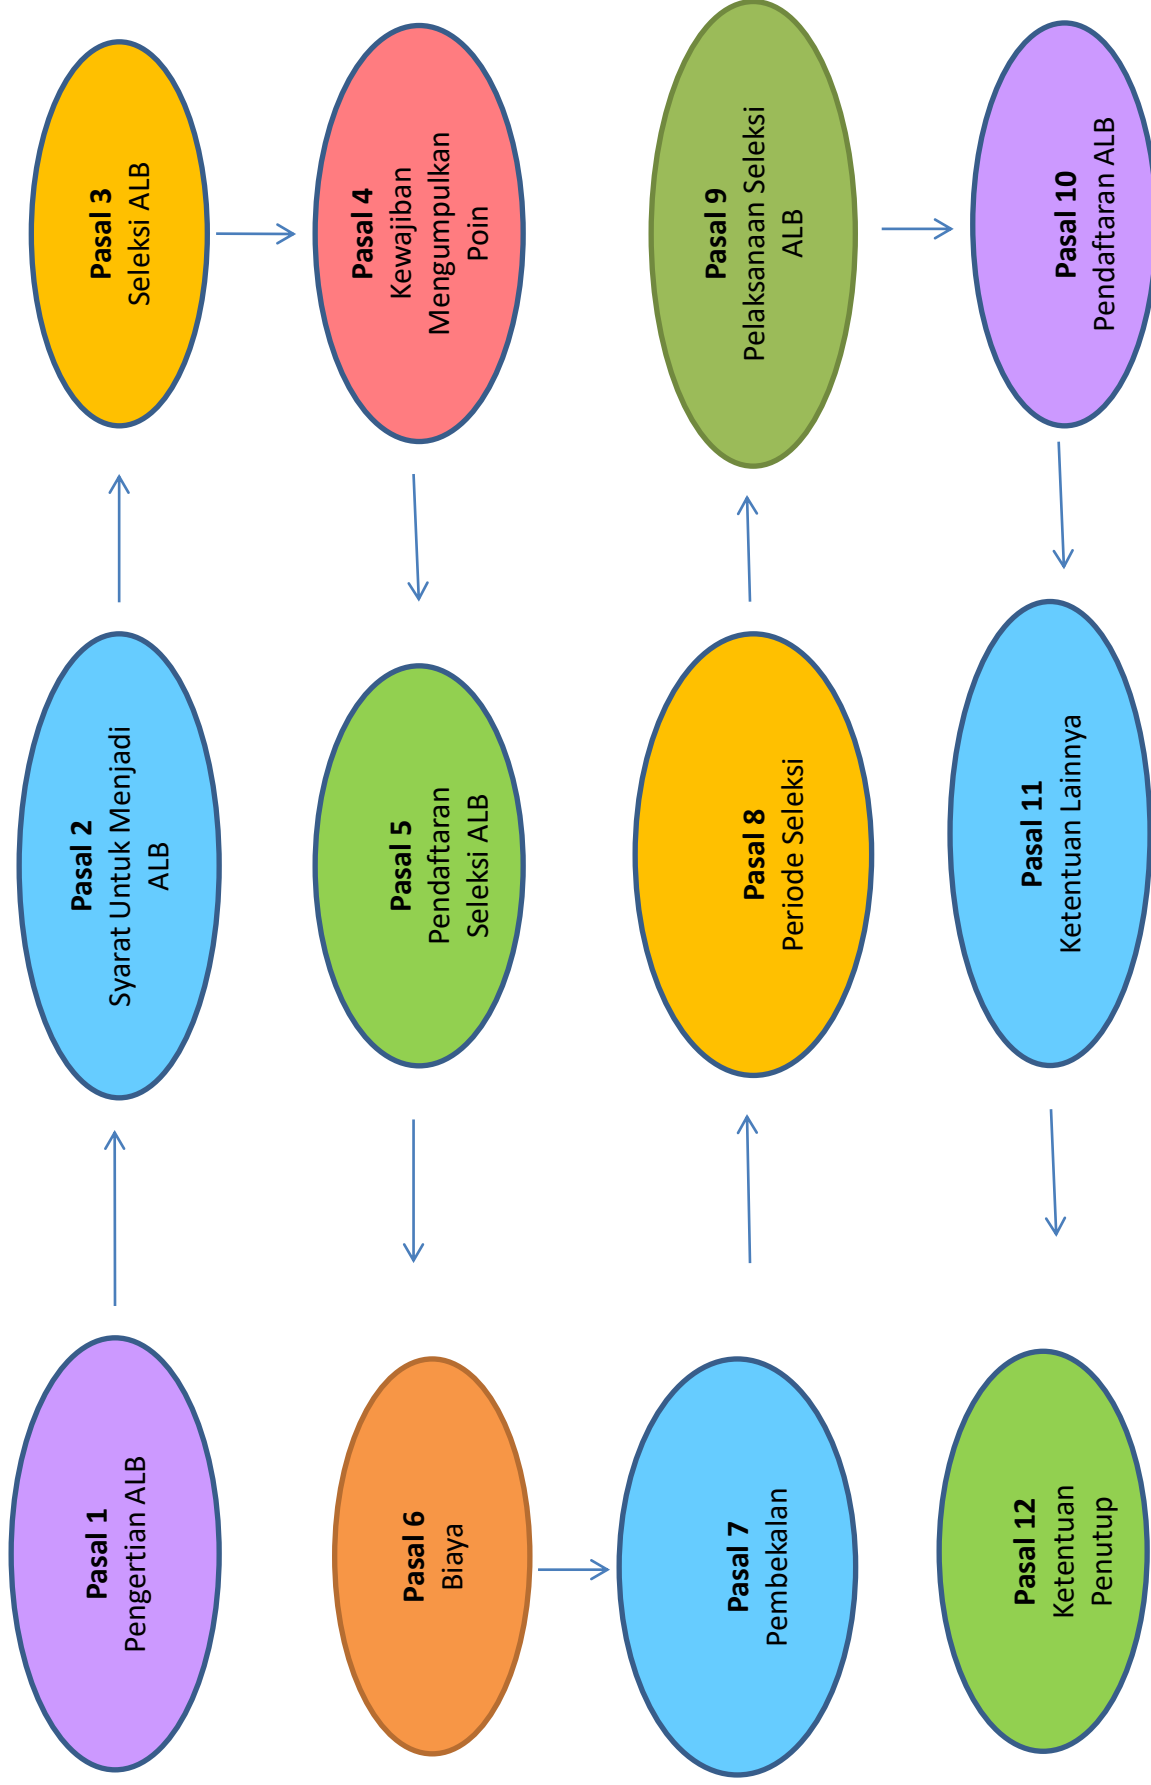 Pasal 1
Pengertian ALB
Pasal 2
Syarat Untuk Menjadi
ALB
Pasal 3
Seleksi ALB
Pasal 4
Kewajiban
Mengumpulkan
Poin
Pasal 5
Pendaftaran
Seleksi ALB
Pasal 6
Biaya
Pasal 7
Pembekalan
Pasal 8
Periode Seleksi
Pasal 9
Pelaksanaan Seleksi
ALB
Pasal 10
Pendaftaran ALB
Pasal 11
Ketentuan Lainnya
Pasal 12
Ketentuan
Penutup